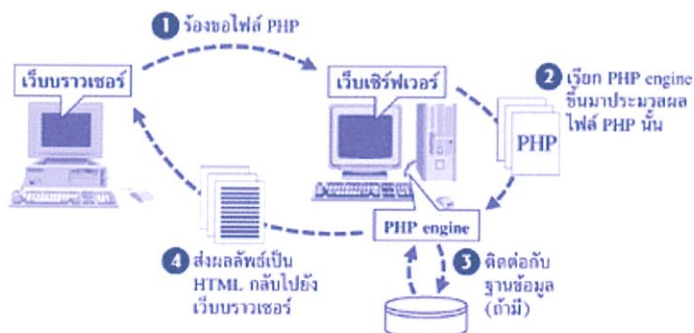 1 ร้องขอไฟล์ PHP
เว็บบราวเซอร์
เว็บเซิร์ฟเวอร์
2 เรียก PHP engine
ขึ้นมาประมวลผล
ไฟล์ PHP นั้น
PHP
PHP engine
3 ติดต่อกับ
ฐานข้อมูล
(ถ้ามี)
4 ส่งผลลัพธ์เป็น
HTML กลับไปยัง
เว็บบราวเซอร์